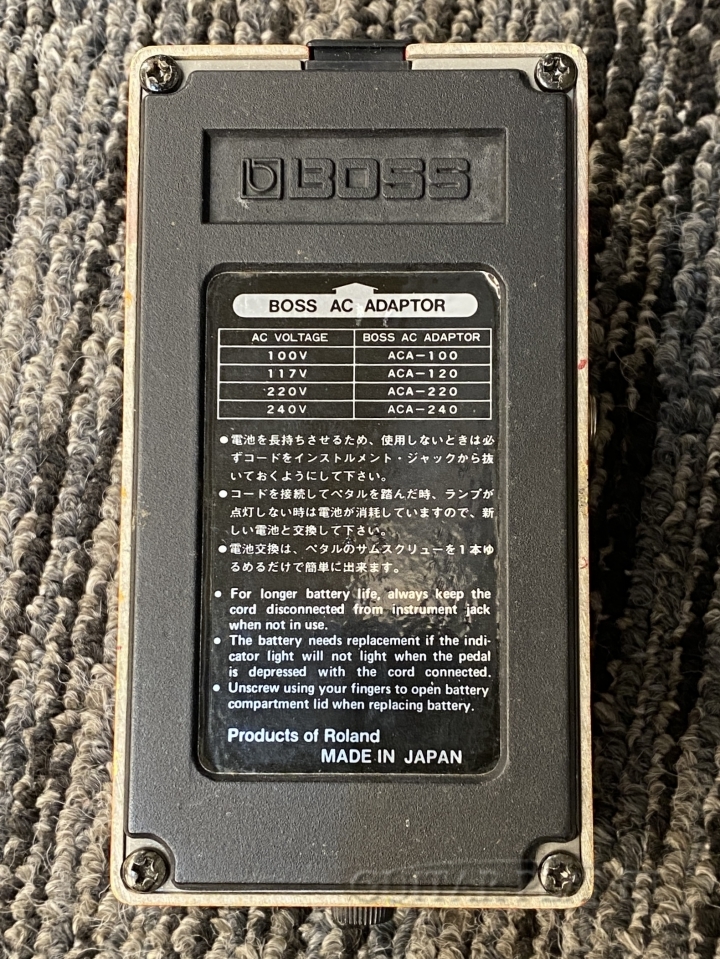 BOSS
BOSS AC ADAPTOR
AC VOLTAGE BOSS AC ADAPTOR
100V ACA-100
117V ACA-120
220V ACA-220
240V ACA-240
●電池を長持ちさせるため、使用しないときは必
ずコードをインストルメント・ジャックから抜
いておくようにして下さい。
●コードを接続してペタルを踏んだ時、ランプが
点灯しない時は電池が消耗していますので、新
しい電池と交換して下さい。
●電池交換は、ペタルのサムスクリューを1本ゆ
るめるだけで簡単に出来ます。
● For longer battery life, always keep the
cord disconnected from instrument jack
when not in use.
● The battery needs replacement if the indi-
cator light will not light when the pedal
is depressed with the cord connected.
● Unscrew using your fingers to open battery
compartment lid when replacing battery.
Products of Roland
MADE IN JAPAN
GUITAR